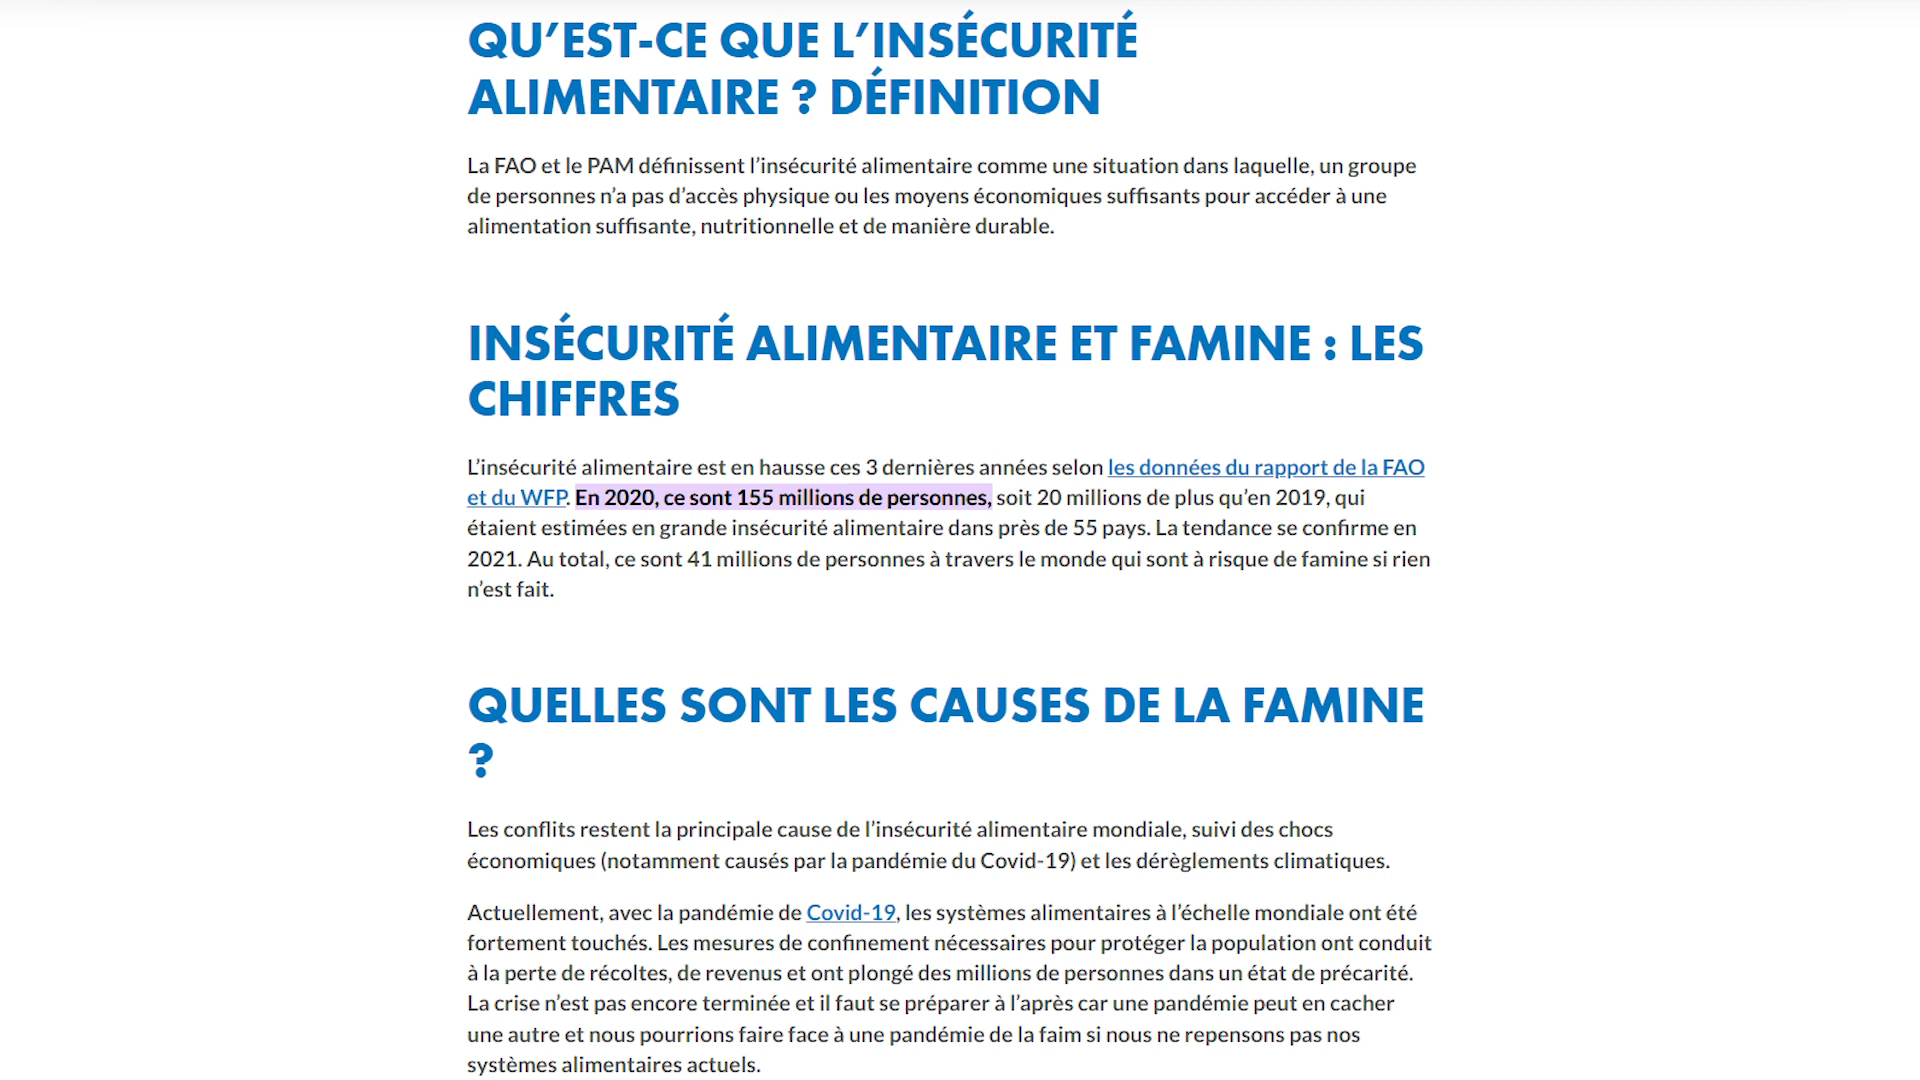 QU’EST-CE QUE L’INSÉCURITÉ
ALIMENTAIRE ? DÉFINITION
La FAO et le PAM définissent l’insécurité alimentaire comme une situation dans laquelle, un groupe
de personnes n’a pas d’accès physique ou les moyens économiques suffisants pour accéder à une
alimentation suffisante, nutritionnelle et de manière durable.
INSÉCURITÉ ALIMENTAIRE ET FAMINE : LES
CHIFFRES
L’insécurité alimentaire est en hausse ces 3 dernières années selon les données du rapport de la FAO
et du WFP. En 2020, ce sont 155 millions de personnes, soit 20 millions de plus qu’en 2019, qui
étaient estimées en grande insécurité alimentaire dans près de 55 pays. La tendance se confirme en
2021. Au total, ce sont 41 millions de personnes à travers le monde qui sont à risque de famine si rien
n’est fait.
QUELLES SONT LES CAUSES DE LA FAMINE
?
Les conflits restent la principale cause de l’insécurité alimentaire mondiale, suivi des chocs
économiques (notamment causés par la pandémie du Covid-19) et les dérèglements climatiques.
Actuellement, avec la pandémie de Covid-19, les systèmes alimentaires à l’échelle mondiale ont été
fortement touchés. Les mesures de confinement nécessaires pour protéger la population ont conduit
à la perte de récoltes, de revenus et ont plongé des millions de personnes dans un état de précarité.
La crise n’est pas encore terminée et il faut se préparer à l’après car une pandémie peut en cacher
une autre et nous pourrions faire face à une pandémie de la faim si nous ne repensons pas nos
systèmes alimentaires actuels.